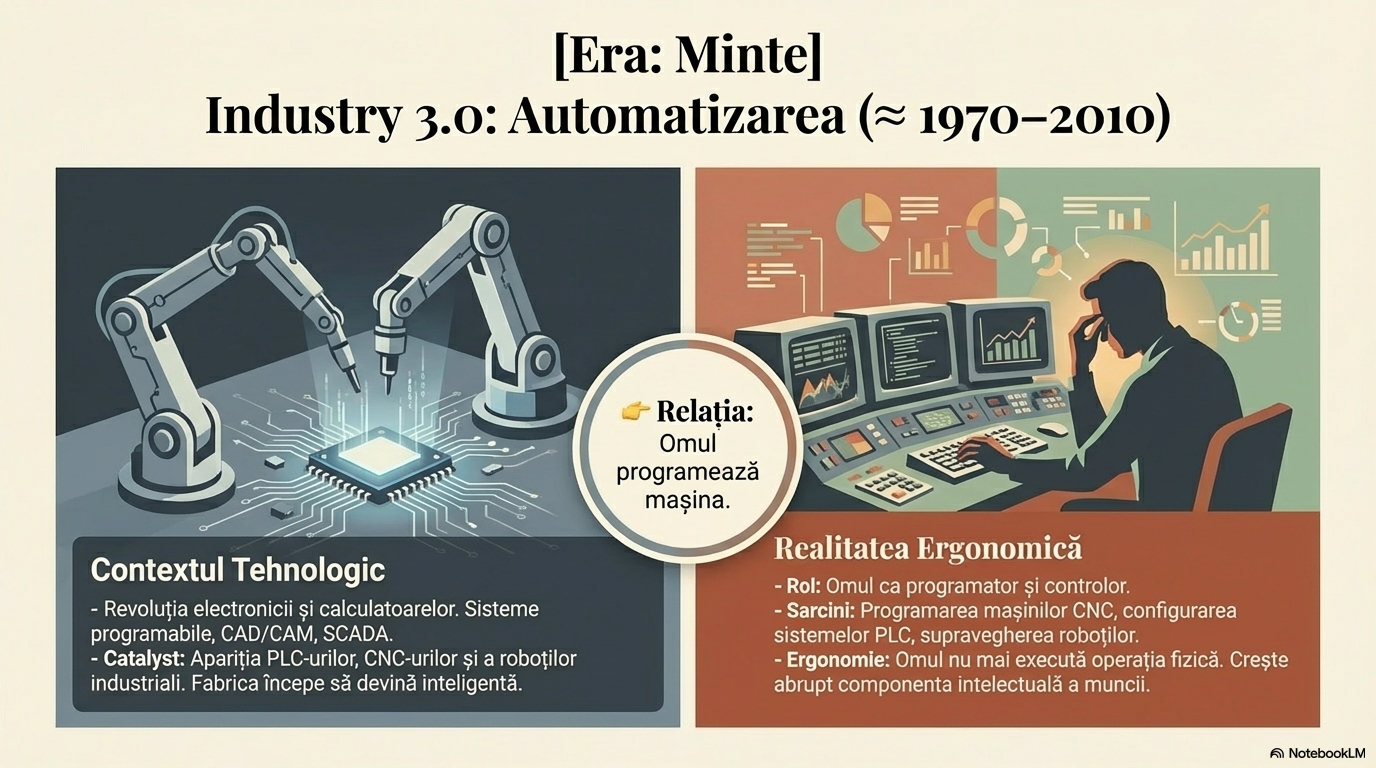 [Era: Minte]
Industry 3.0: Automatizarea (≈ 1970–2010)
👉 Relația:
Omul
programează
mașina.
Contextul Tehnologic
- Revoluția electronicii și calculatoarelor. Sisteme
programabile, CAD/CAM, SCADA.
- Catalyst: Apariția PLC-urilor, CNC-urilor și a roboților
industriali. Fabrica începe să devină inteligentă.
Realitatea Ergonomică
- Rol: Omul ca programator și controlor.
- Sarcini: Programarea mașinilor CNC, configurarea
sistemelor PLC, supravegherea roboților.
- Ergonomie: Omul nu mai execută operația fizică. Crește
abrupt componenta intelectuală a muncii.
NotebookLM